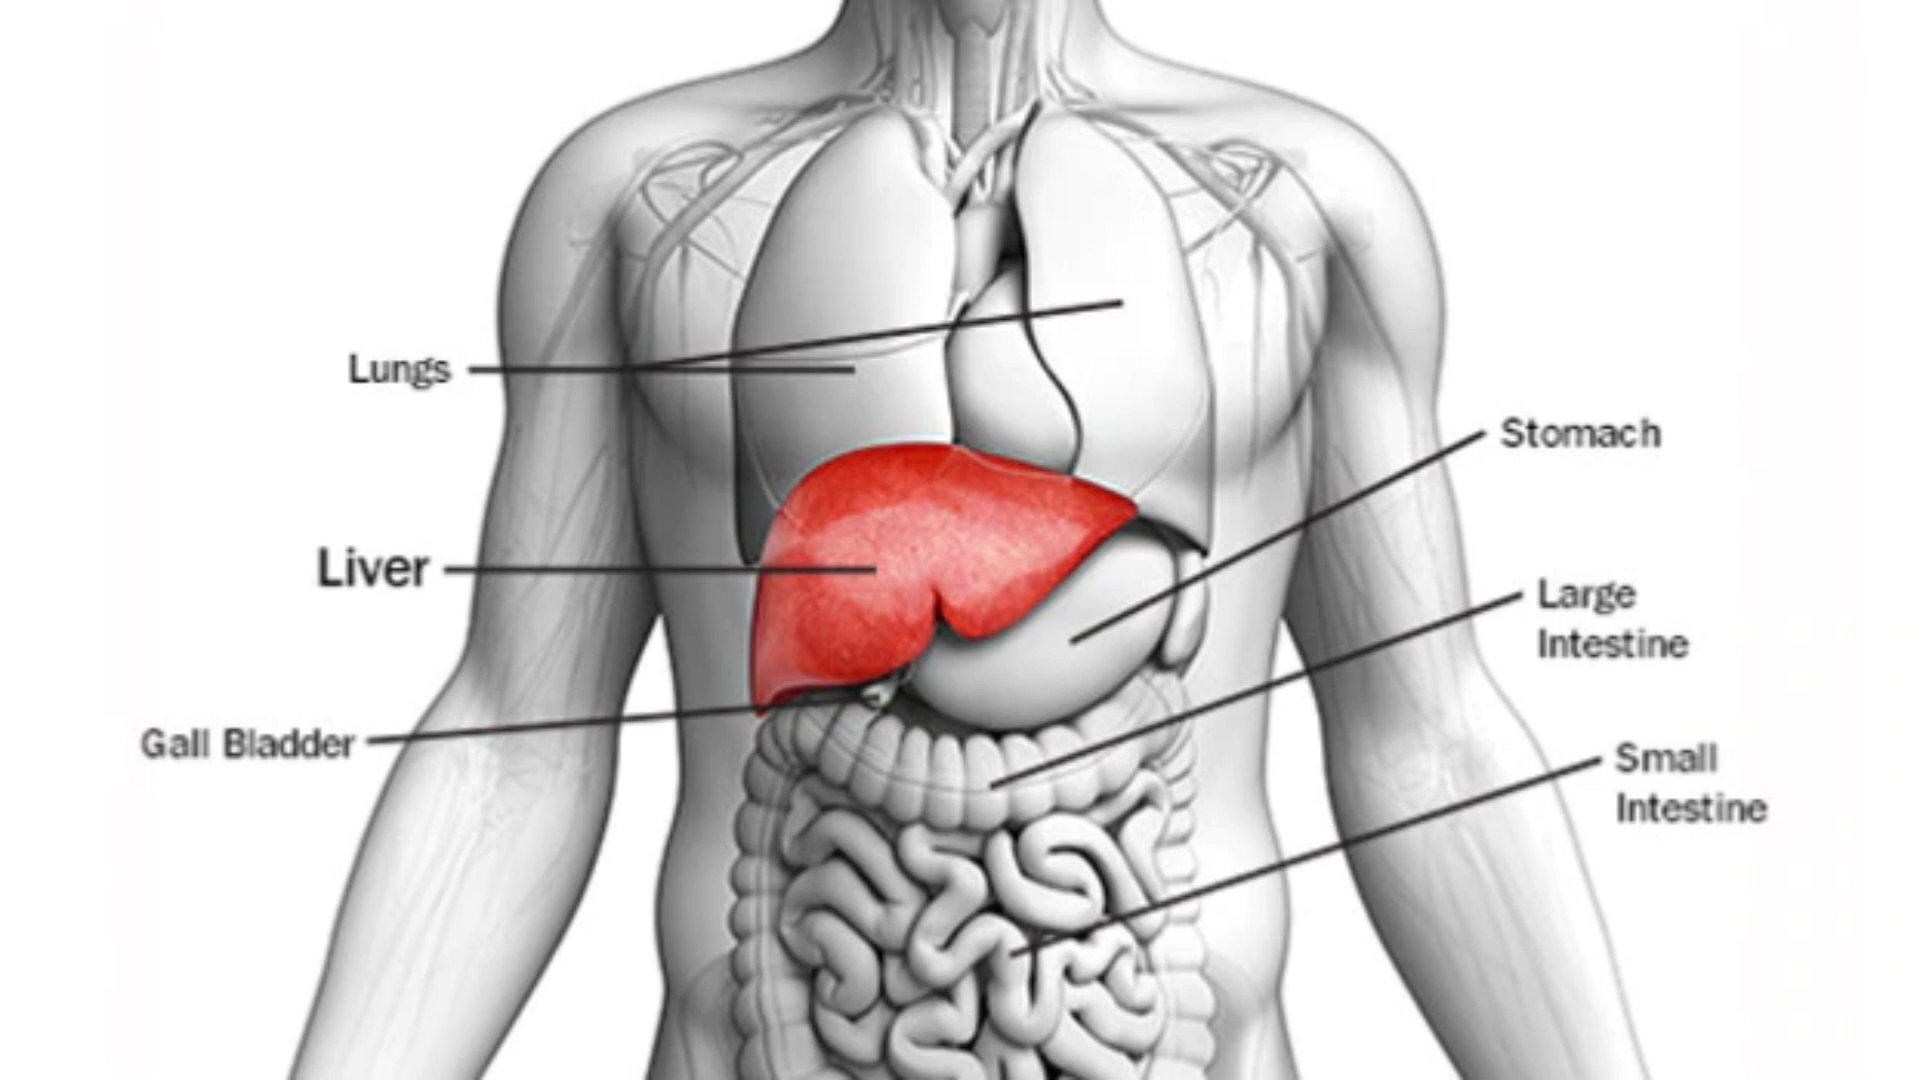 Lungs
Stomach
Liver
Large
Intestine
Gall Bladder
Small
Intestine